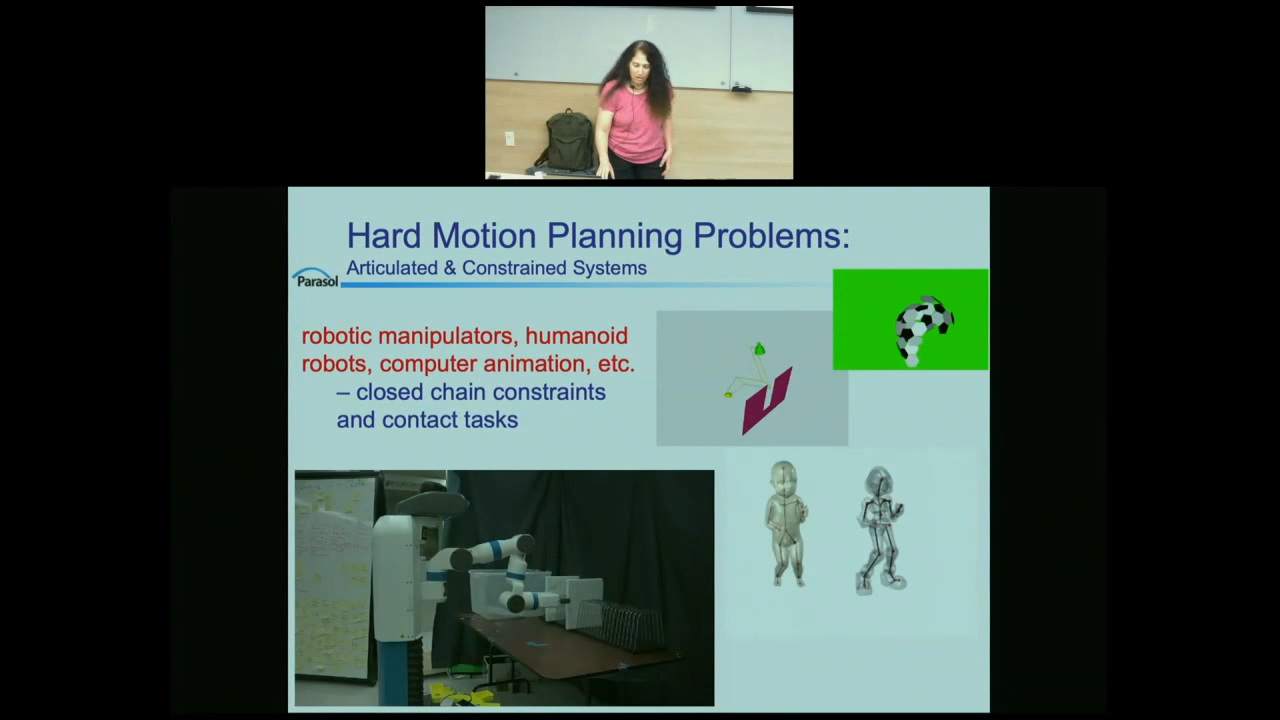 Hard Motion Planning Problems:
Articulated & Constrained Systems
Parasol
robotic manipulators, humanoid
robots, computer animation, etc.
– closed chain constraints
and contact tasks